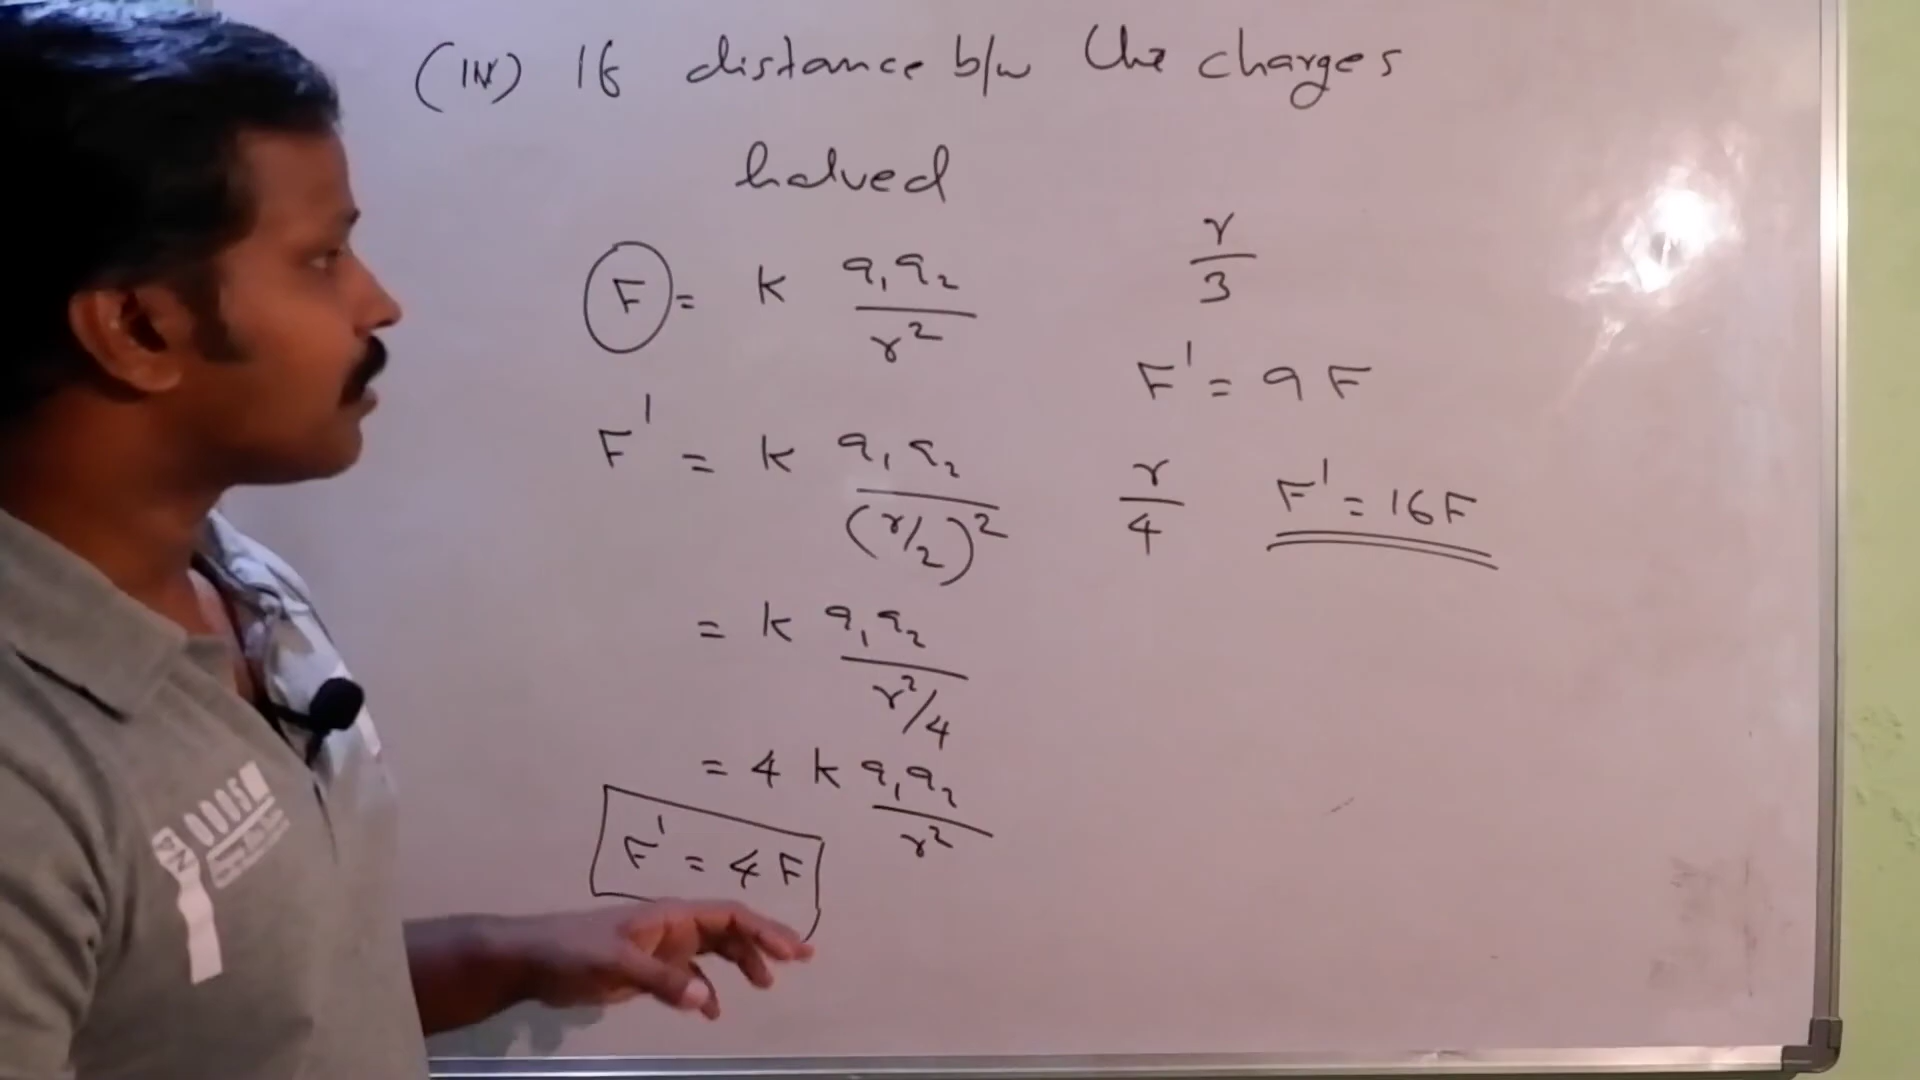 (IV) If distance b/w the charges
halved
F = k q₁q₂/r²
F' = k q₁q₂/(r/2)²
= k q₁q₂/r²/4
= 4 k q₁q₂/r²
F' = 4F
r/3
F' = 9F
r/4 F' = 16F